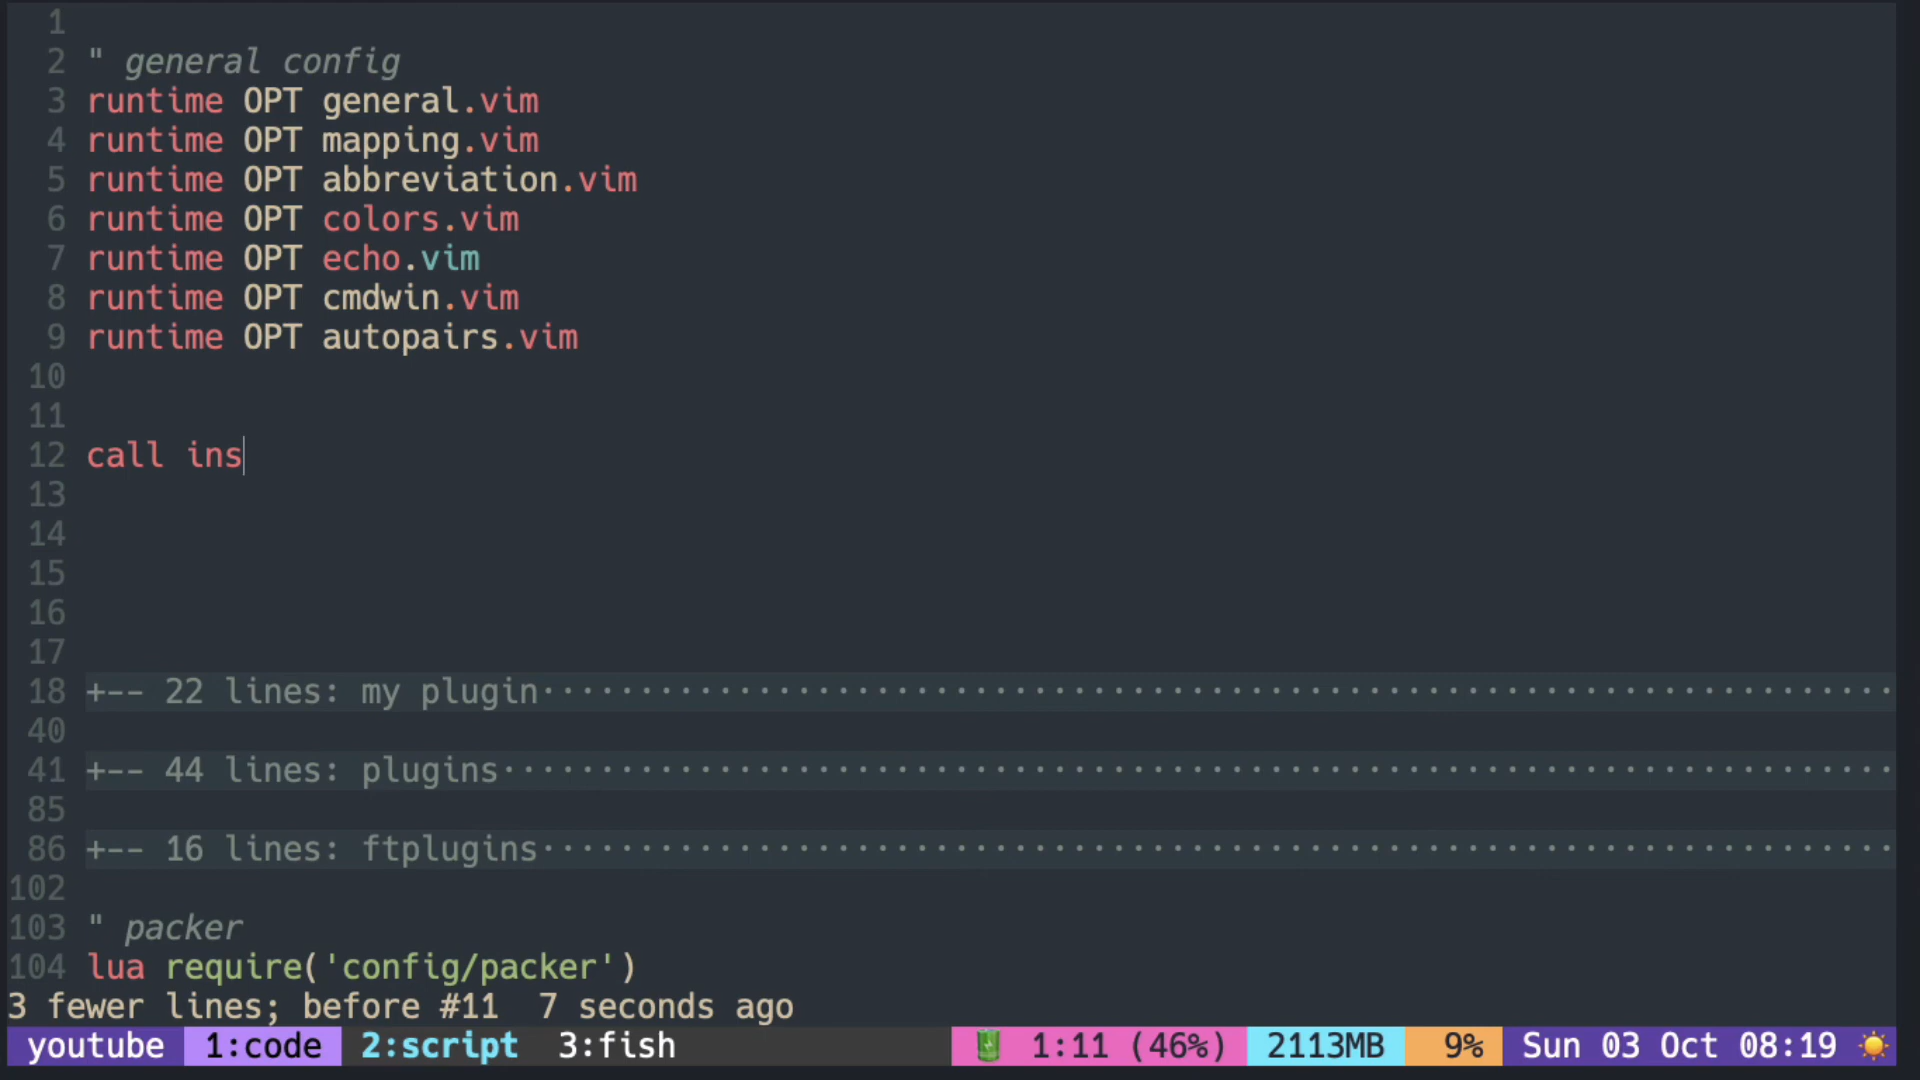 1
2 " general config
3 runtime OPT general.vim
4 runtime OPT mapping.vim
5 runtime OPT abbreviation.vim
6 runtime OPT colors.vim
7 runtime OPT echo.vim
8 runtime OPT cmdwin.vim
9 runtime OPT autopairs.vim
10
11
12 call ins
13
14
15
16
17
18 +-- 22 lines: my plugin·····································································
40
41 +-- 44 lines: plugins·······································································
85
86 +-- 16 lines: ftplugins·····································································
102
103 " packer
104 lua require('config/packer')
3 fewer lines; before #11  7 seconds ago
youtube 1:code 2:script 3:fish 1:11 (46%) 2113MB 9% Sun 03 Oct 08:19